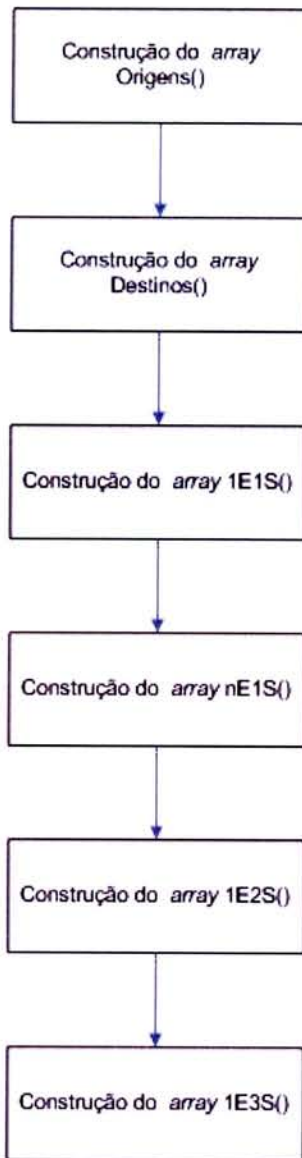 Construção do array
Origens()
Construção do array
Destinos()
Construção do array 1E1S()
Construção do array nE1S()
Construção do array 1E2S()
Construção do array 1E3S()